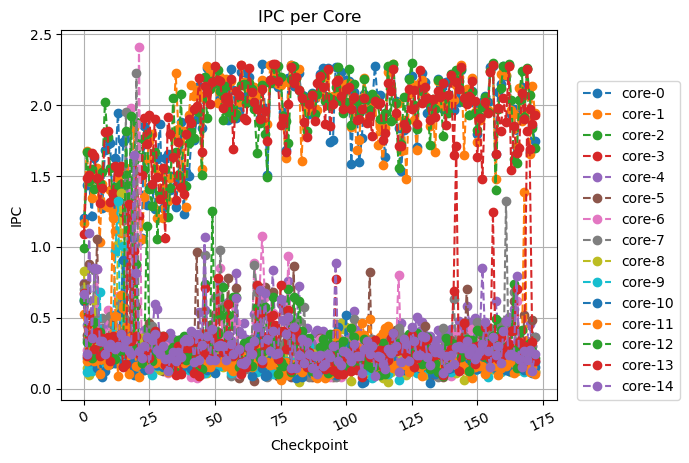 IPC per Core
IPC
2.5
2.0
1.5
1.0
0.5
0.0
0
25
50
75
100
125
150
175
Checkpoint
core-0
core-1
core-2
core-3
core-4
core-5
core-6
core-7
core-8
core-9
core-10
core-11
core-12
core-13
core-14